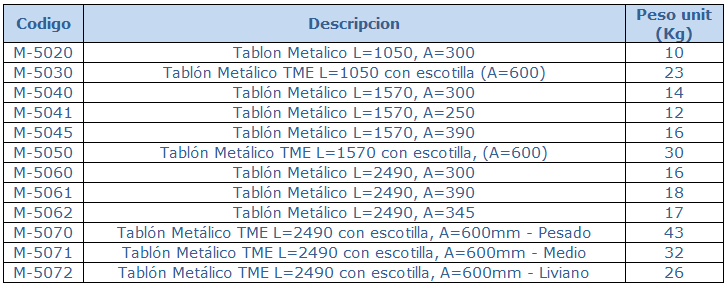 Codigo Descripcion Peso unit (Kg)
M-5020 Tablon Metalico L=1050, A=300 10
M-5030 Tablón Metálico TME L=1050 con escotilla (A=600) 23
M-5040 Tablón Metálico L=1570, A=300 14
M-5041 Tablón Metálico L=1570, A=250 12
M-5045 Tablón Metálico L=1570, A=390 16
M-5050 Tablón Metálico TME L=1570 con escotilla, (A=600) 30
M-5060 Tablón Metálico L=2490, A=300 16
M-5061 Tablón Metálico L=2490, A=390 18
M-5062 Tablón Metálico L=2490, A=345 17
M-5070 Tablón Metálico TME L=2490 con escotilla, A=600mm - Pesado 43
M-5071 Tablón Metálico TME L=2490 con escotilla, A=600mm - Medio 32
M-5072 Tablón Metálico TME L=2490 con escotilla, A=600mm - Liviano 26